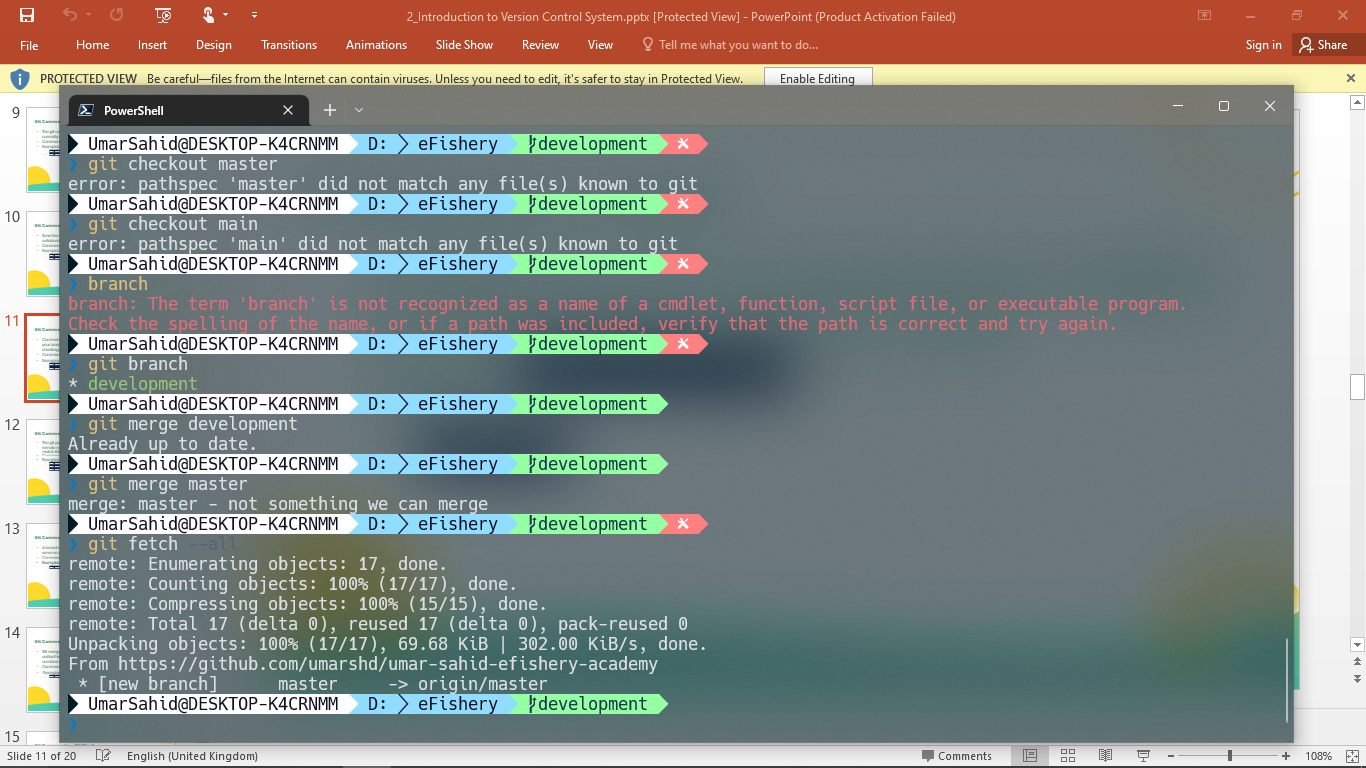 2_Introduction to Version Control System.pptx [Protected View] - PowerPoint (Product Activation Failed)
File Home Insert Design Transitions Animations Slide Show Review View Tell me what you want to do... Sign in Share
PROTECTED VIEW Be careful—files from the Internet can contain viruses. Unless you need to edit, it's safer to stay in Protected View. Enable Editing
9
10
11
12
13
14
15
PowerShell
UmarSahid@DESKTOP-K4CRNMM D: eFishery development
❯ git checkout master
error: pathspec 'master' did not match any file(s) known to git
UmarSahid@DESKTOP-K4CRNMM D: eFishery development
❯ git checkout main
error: pathspec 'main' did not match any file(s) known to git
UmarSahid@DESKTOP-K4CRNMM D: eFishery development
❯ branch
branch: The term 'branch' is not recognized as a name of a cmdlet, function, script file, or executable program.
Check the spelling of the name, or if a path was included, verify that the path is correct and try again.
UmarSahid@DESKTOP-K4CRNMM D: eFishery development
❯ git branch
* development
UmarSahid@DESKTOP-K4CRNMM D: eFishery development
❯ git merge development
Already up to date.
UmarSahid@DESKTOP-K4CRNMM D: eFishery development
❯ git merge master
merge: master - not something we can merge
UmarSahid@DESKTOP-K4CRNMM D: eFishery development
❯ git fetch --all
remote: Enumerating objects: 17, done.
remote: Counting objects: 100% (17/17), done.
remote: Compressing objects: 100% (15/15), done.
remote: Total 17 (delta 0), reused 17 (delta 0), pack-reused 0
Unpacking objects: 100% (17/17), 69.68 KiB | 302.00 KiB/s, done.
From https://github.com/umarshd/umar-sahid-efishery-academy
* [new branch] master -> origin/master
UmarSahid@DESKTOP-K4CRNMM D: eFishery development
❯
Slide 11 of 20 English (United Kingdom) Comments 108%